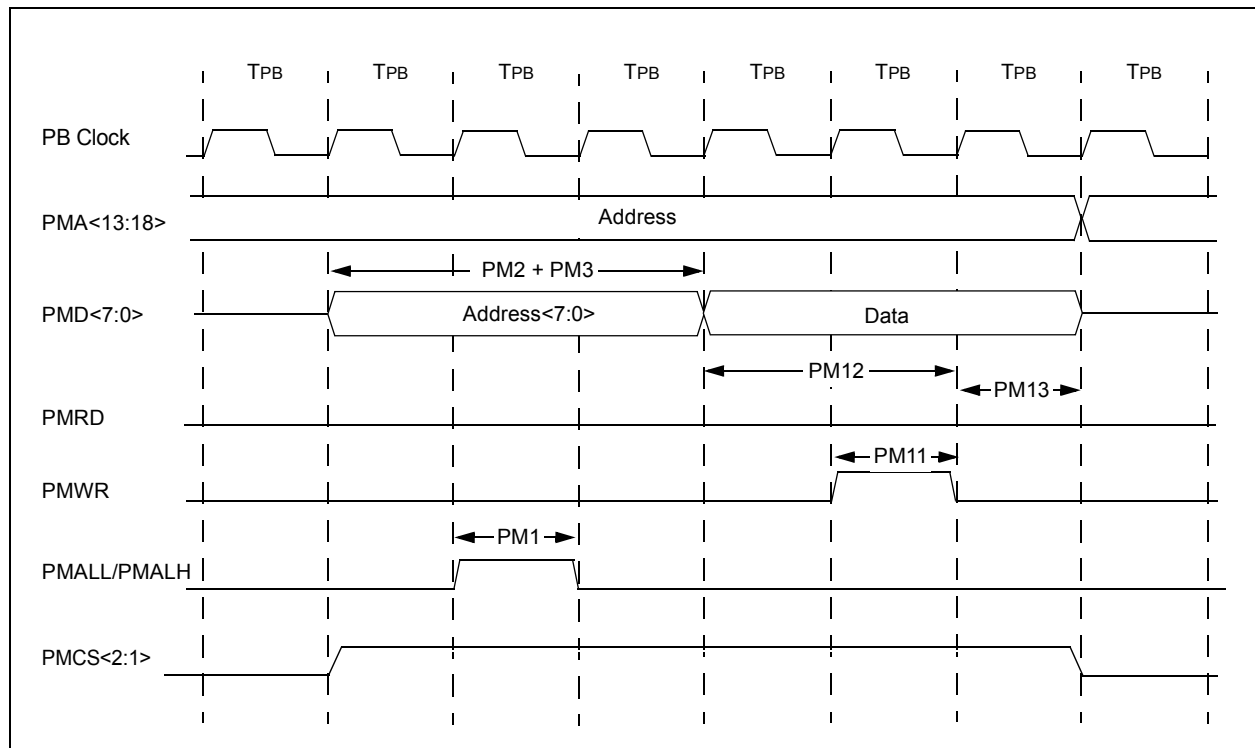 TPB TPB TPB TPB TPB TPB TPB TPB
PB Clock
PMA<13:18> Address
PM2 + PM3
PMD<7:0> Address<7:0> Data
PM12
PM13
PMRD
PM11
PMWR
PM1
PMALL/PMALH
PMCS<2:1>